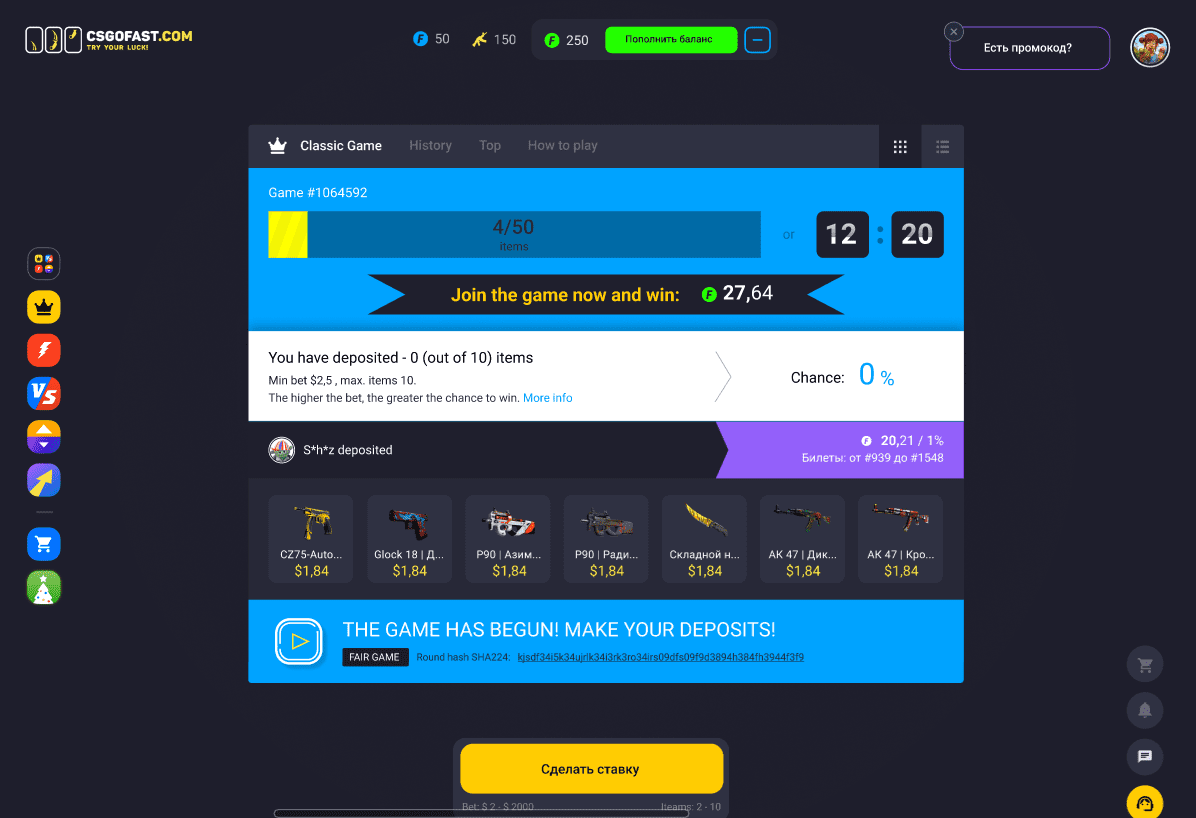 CSGOFAST.COM
TRY YOUR LUCK!
50
150
250
Пополнить баланс
Есть промокод?
Classic Game
History
Top
How to play
Game #1064592
4/50
items
or
12 : 20
Join the game now and win: 27,64
You have deposited - 0 (out of 10) items
Min bet $2,5 , max. items 10.
The higher the bet, the greater the chance to win. More info
Chance: 0 %
S*h*z deposited
20,21 / 1%
Билеты: от #939 до #1548
CZ75-Auto...
$1,84
Glock 18 | Д...
$1,84
P90 | Азим...
$1,84
P90 | Ради...
$1,84
Складной н...
$1,84
АК 47 | Дик...
$1,84
АК 47 | Кро...
$1,84
THE GAME HAS BEGUN! MAKE YOUR DEPOSITS!
FAIR GAME
Round hash SHA224:
Сделать ставку
Bet: $ 2 - $ 2000
Iteams: 2 - 10